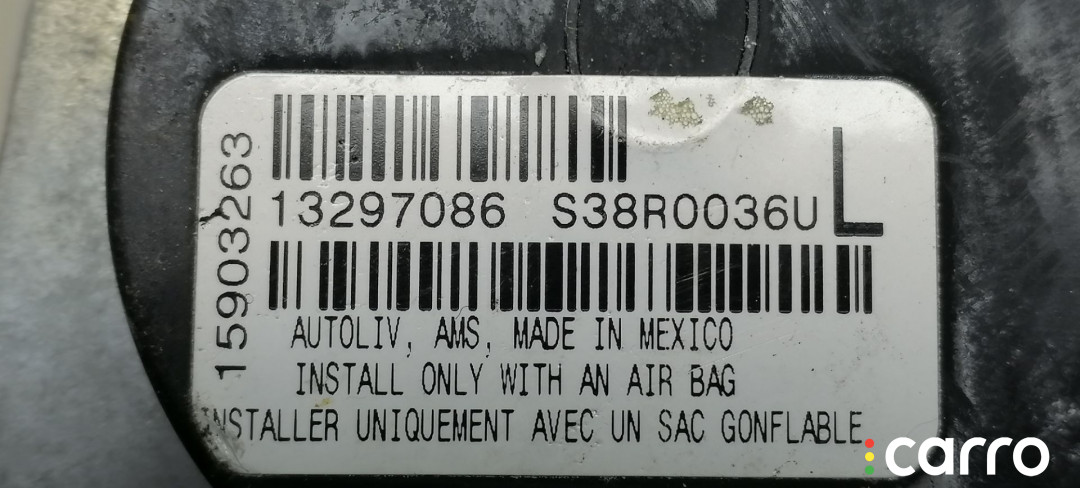 15903263
13297086 S38R0036U L
AUTOLIV, AMS, MADE IN MEXICO
INSTALL ONLY WITH AN AIR BAG
INSTALLER UNIQUEMENT AVEC UN SAC GONFLABLE
carro